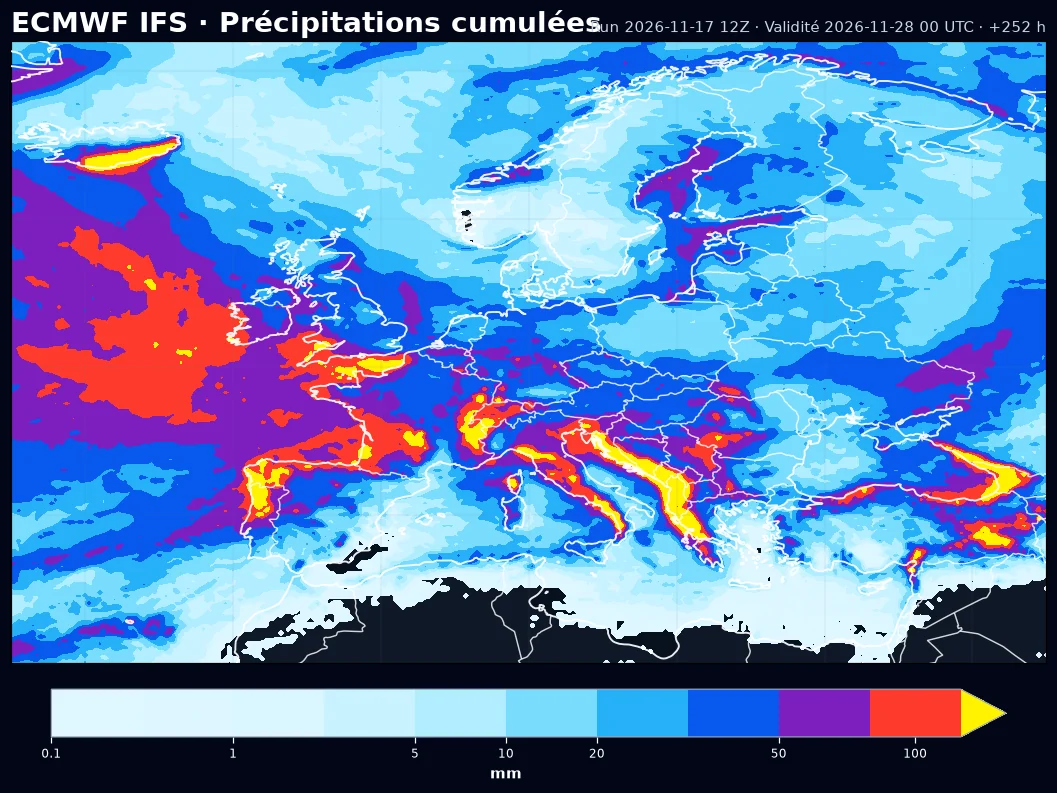 ECMWF IFS · Précipitations cumulées
Run 2026-11-17 12Z · Validité 2026-11-28 00 UTC · +252 h
0.1 1 5 10 20 50 100
mm